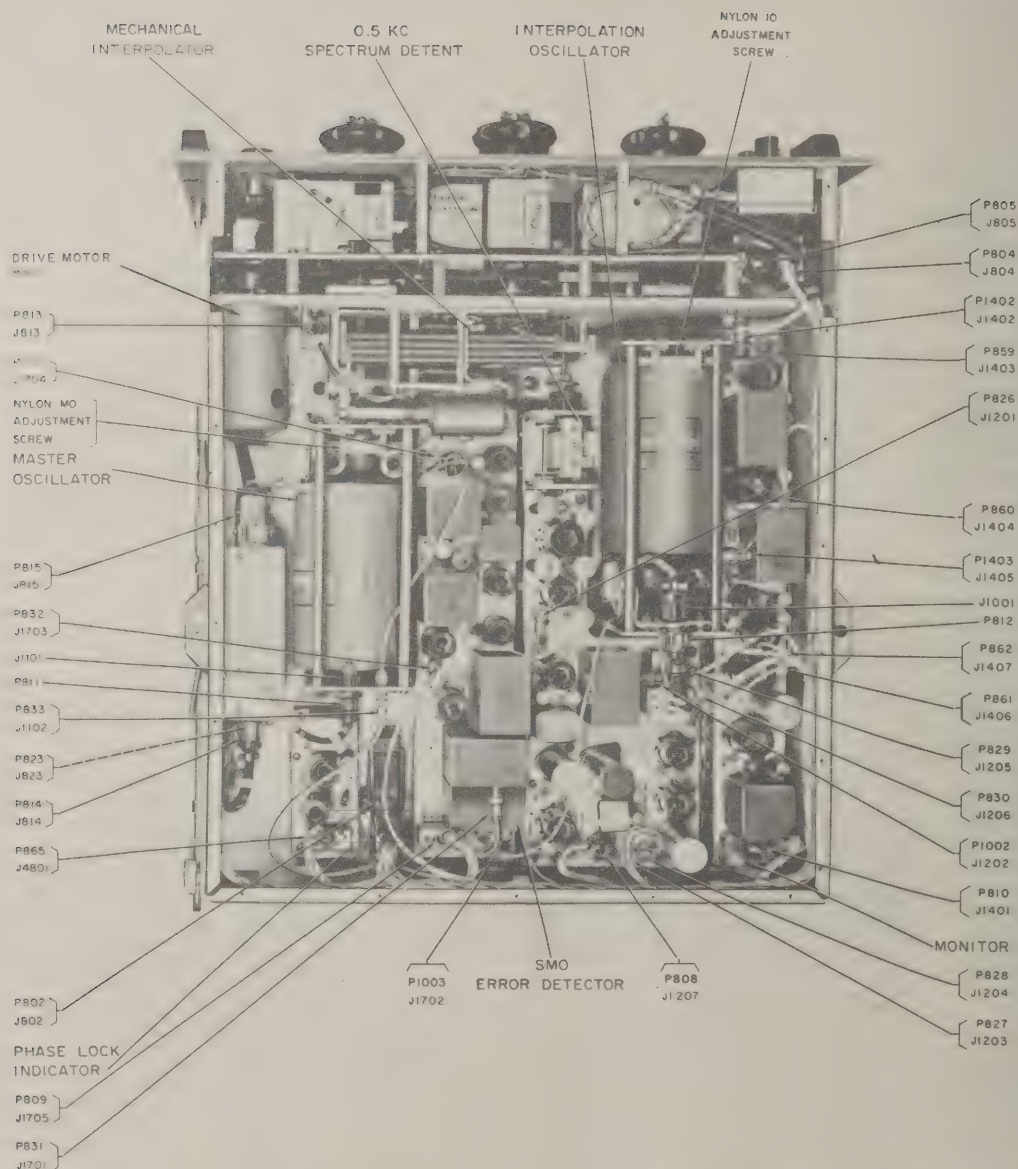 MECHANICAL
INTERPOLATOR
0.5 KC
SPECTRUM DETENT
INTERPOLATION
OSCILLATOR
NYLON IO
ADJUSTMENT
SCREW
DRIVE MOTOR
P813
J813
NYLON MO
ADJUSTMENT
SCREW
MASTER
OSCILLATOR
P815
J815
P832
J1703
J1101
P811
P833
J1102
P823
J823
P814
J814
P865
J4801
P802
J802
PHASE LOCK
INDICATOR
P809
J1705
P831
J1701
P1003
J1702
SMO
ERROR DETECTOR
P808
J1207
P805
J805
P804
J804
P1402
J1402
P859
J1403
P826
J1201
P860
J1404
P1403
J1405
J1001
P812
P862
J1407
P861
J1406
P829
J1205
P830
J1206
P1002
J1202
P810
J1401
MONITOR
P828
J1204
P827
J1203